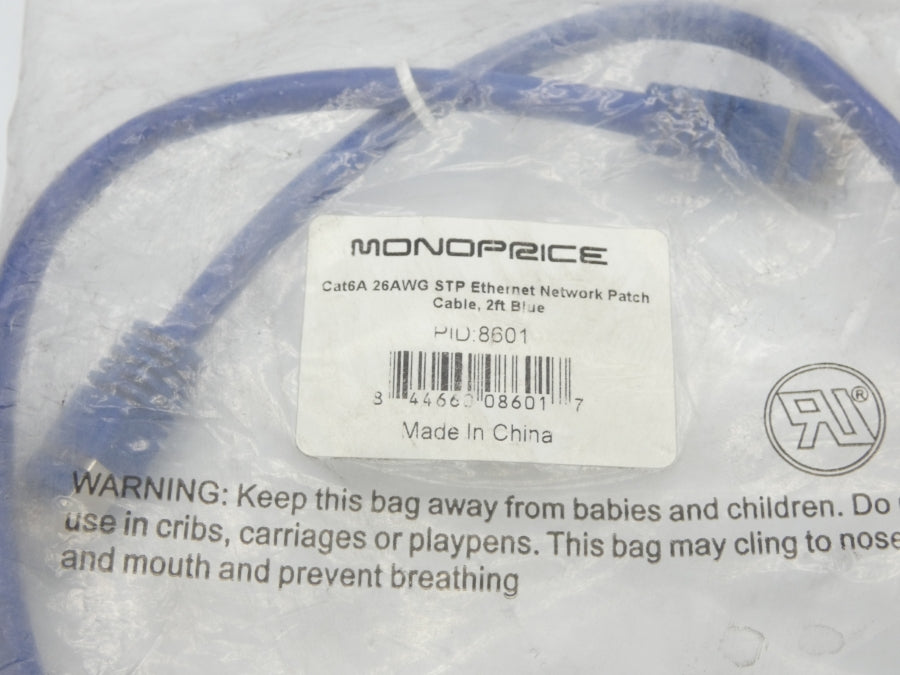 MONOPRICE
Cat6A 26AWG STP Ethernet Network Patch
Cable, 2ft Blue
PID:8601
8 44660 08601 7
Made In China
WARNING: Keep this bag away from babies and children. Do
use in cribs, carriages or playpens. This bag may cling to nose
and mouth and prevent breathing